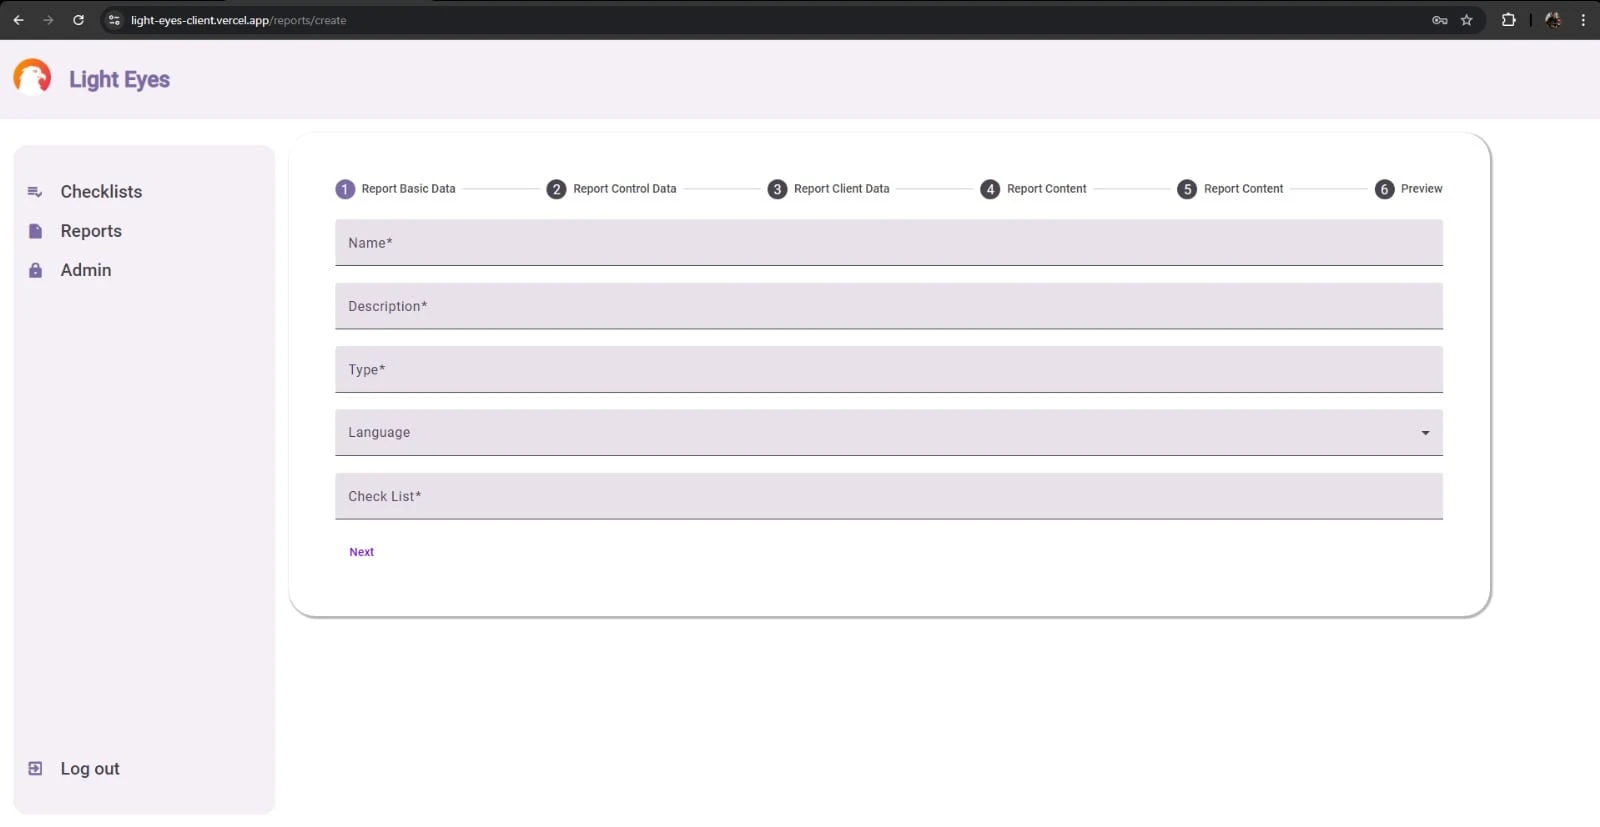 light-eyes-client.vercel.app/reports/create
Light Eyes
Checklists
Reports
Admin
Log out
1 Report Basic Data 2 Report Control Data 3 Report Client Data 4 Report Content 5 Report Content 6 Preview
Name*
Description*
Type*
Language
Check List*
Next